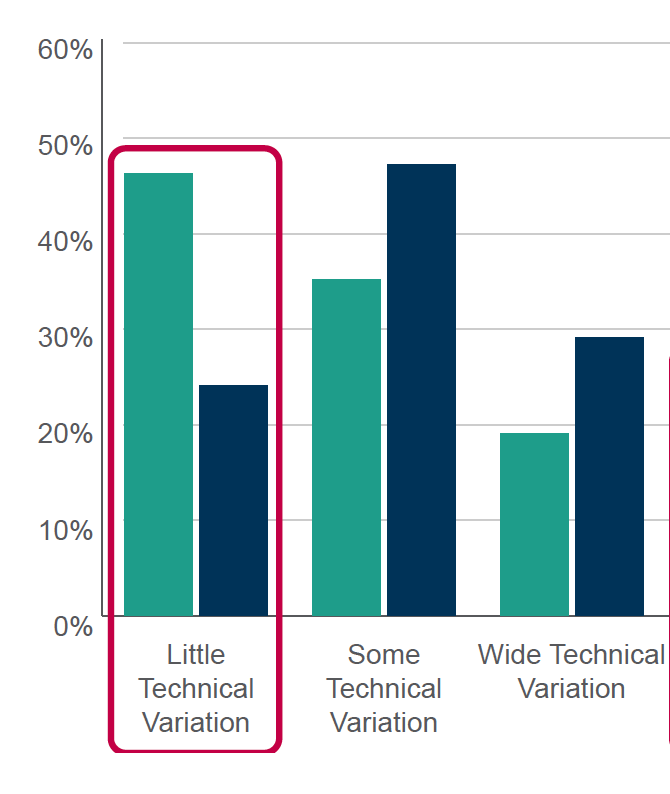 60%
50%
40%
30%
20%
10%
0%
Little
Technical
Variation
Some
Technical
Variation
Wide Technical
Variation